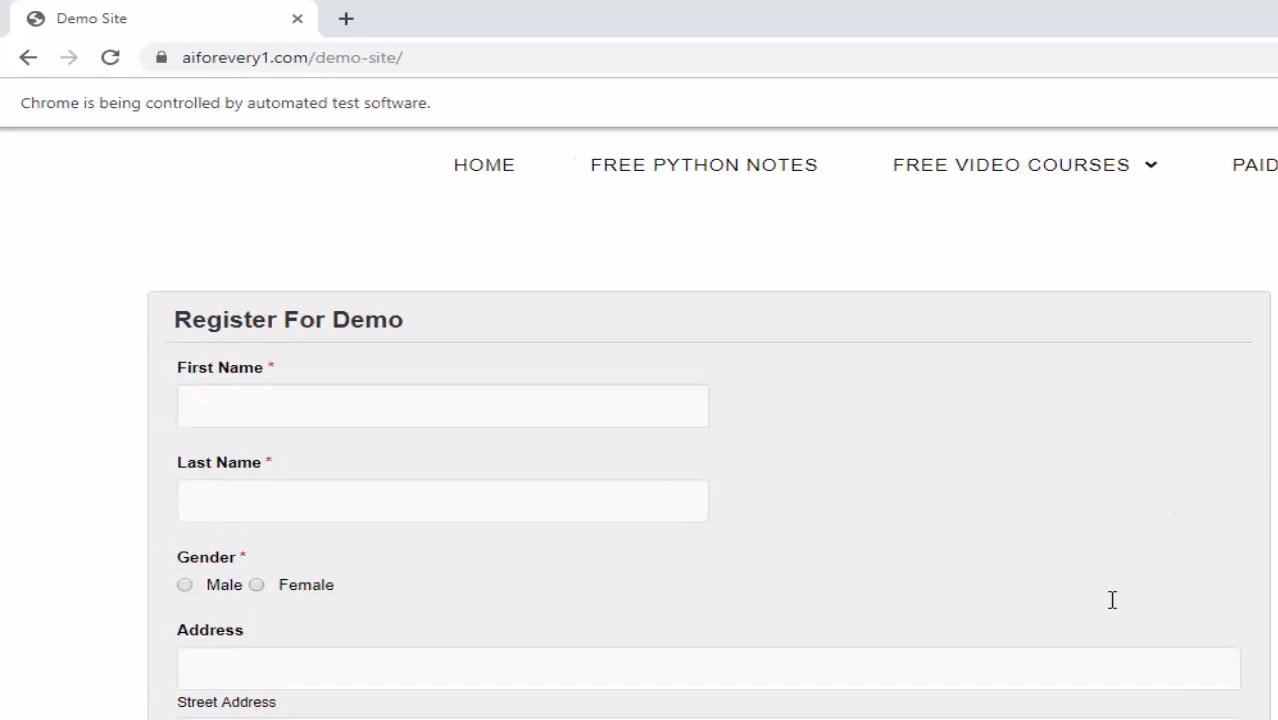 Demo Site
aiforevery1.com/demo-site/
Chrome is being controlled by automated test software.
HOME FREE PYTHON NOTES FREE VIDEO COURSES PAID
Register For Demo
First Name *
Last Name *
Gender *
Male Female
Address
Street Address